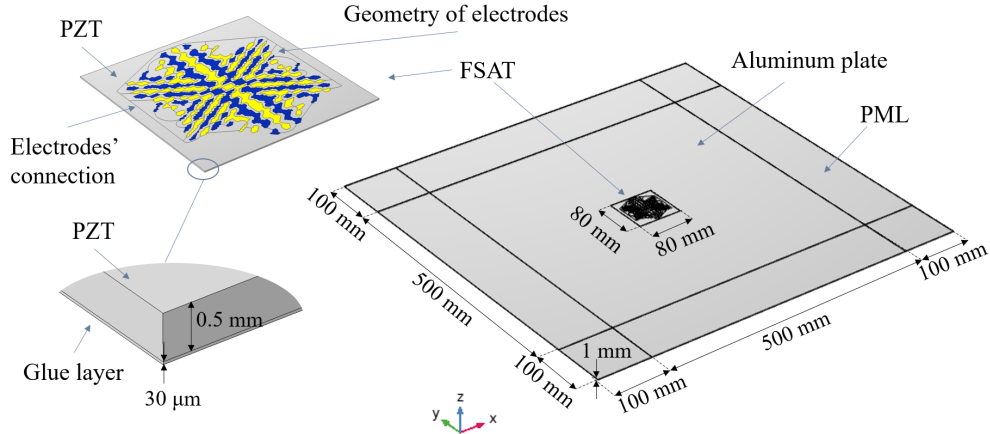 PZT
Geometry of electrodes
FSAT
Aluminum plate
PML
Electrodes’
connection
PZT
0.5 mm
Glue layer
30 μm
100 mm
80 mm
80 mm
500 mm
100 mm
1 mm
100 mm
500 mm
100 mm
z
y
x